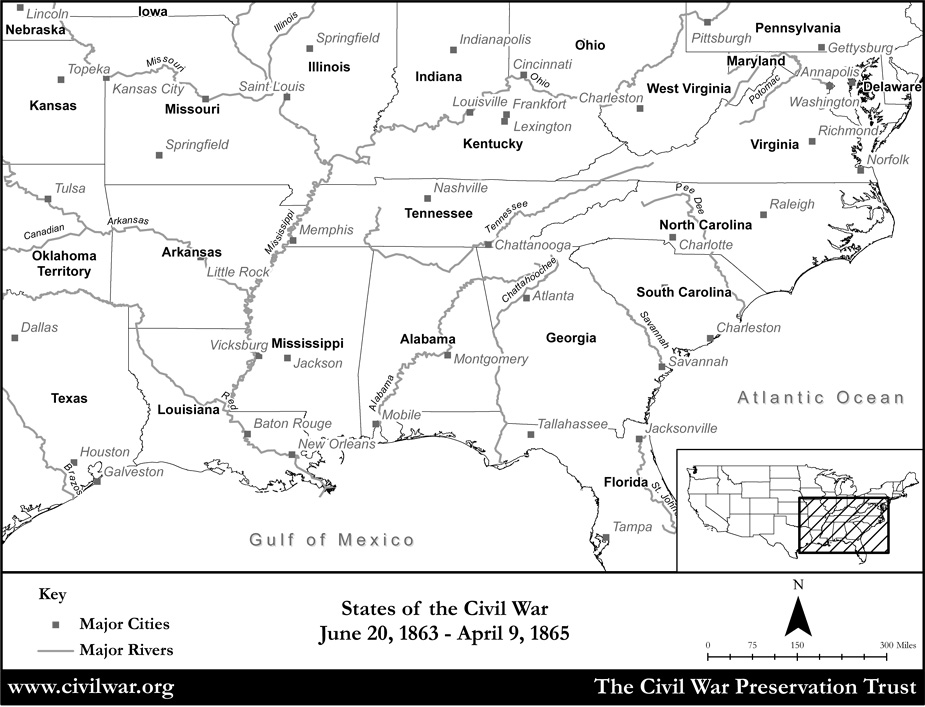 Lincoln
Nebraska
Iowa
Illinois
Springfield
Illinois
Indianapolis
Indiana
Ohio
Cincinnati
Ohio
Pittsburgh
Pennsylvania
Gettysburg
Maryland
Annapolis
Delaware
Washington
Potomac
West Virginia
Charleston
Topeka
Kansas
Missouri
Kansas City
Missouri
Saint Louis
Springfield
Louisville
Frankfort
Lexington
Kentucky
Virginia
Richmond
Norfolk
Tulsa
Canadian
Arkansas
Oklahoma
Territory
Arkansas
Little Rock
Mississippi
Memphis
Nashville
Tennessee
Tennessee
Chattanooga
Pee Dee
Raleigh
North Carolina
Charlotte
Chattahoochee
Atlanta
South Carolina
Charleston
Savannah
Savannah
Dallas
Texas
Vicksburg
Mississippi
Jackson
Alabama
Montgomery
Alabama
Georgia
Atlantic Ocean
Red
Louisiana
Baton Rouge
New Orleans
Mobile
Tallahassee
Jacksonville
Houston
Brazos
Galveston
Florida
St. Johns
Tampa
Gulf of Mexico
Key
Major Cities
Major Rivers
States of the Civil War
June 20, 1863 - April 9, 1865
N
0 75 150 300 Miles
www.civilwar.org
The Civil War Preservation Trust